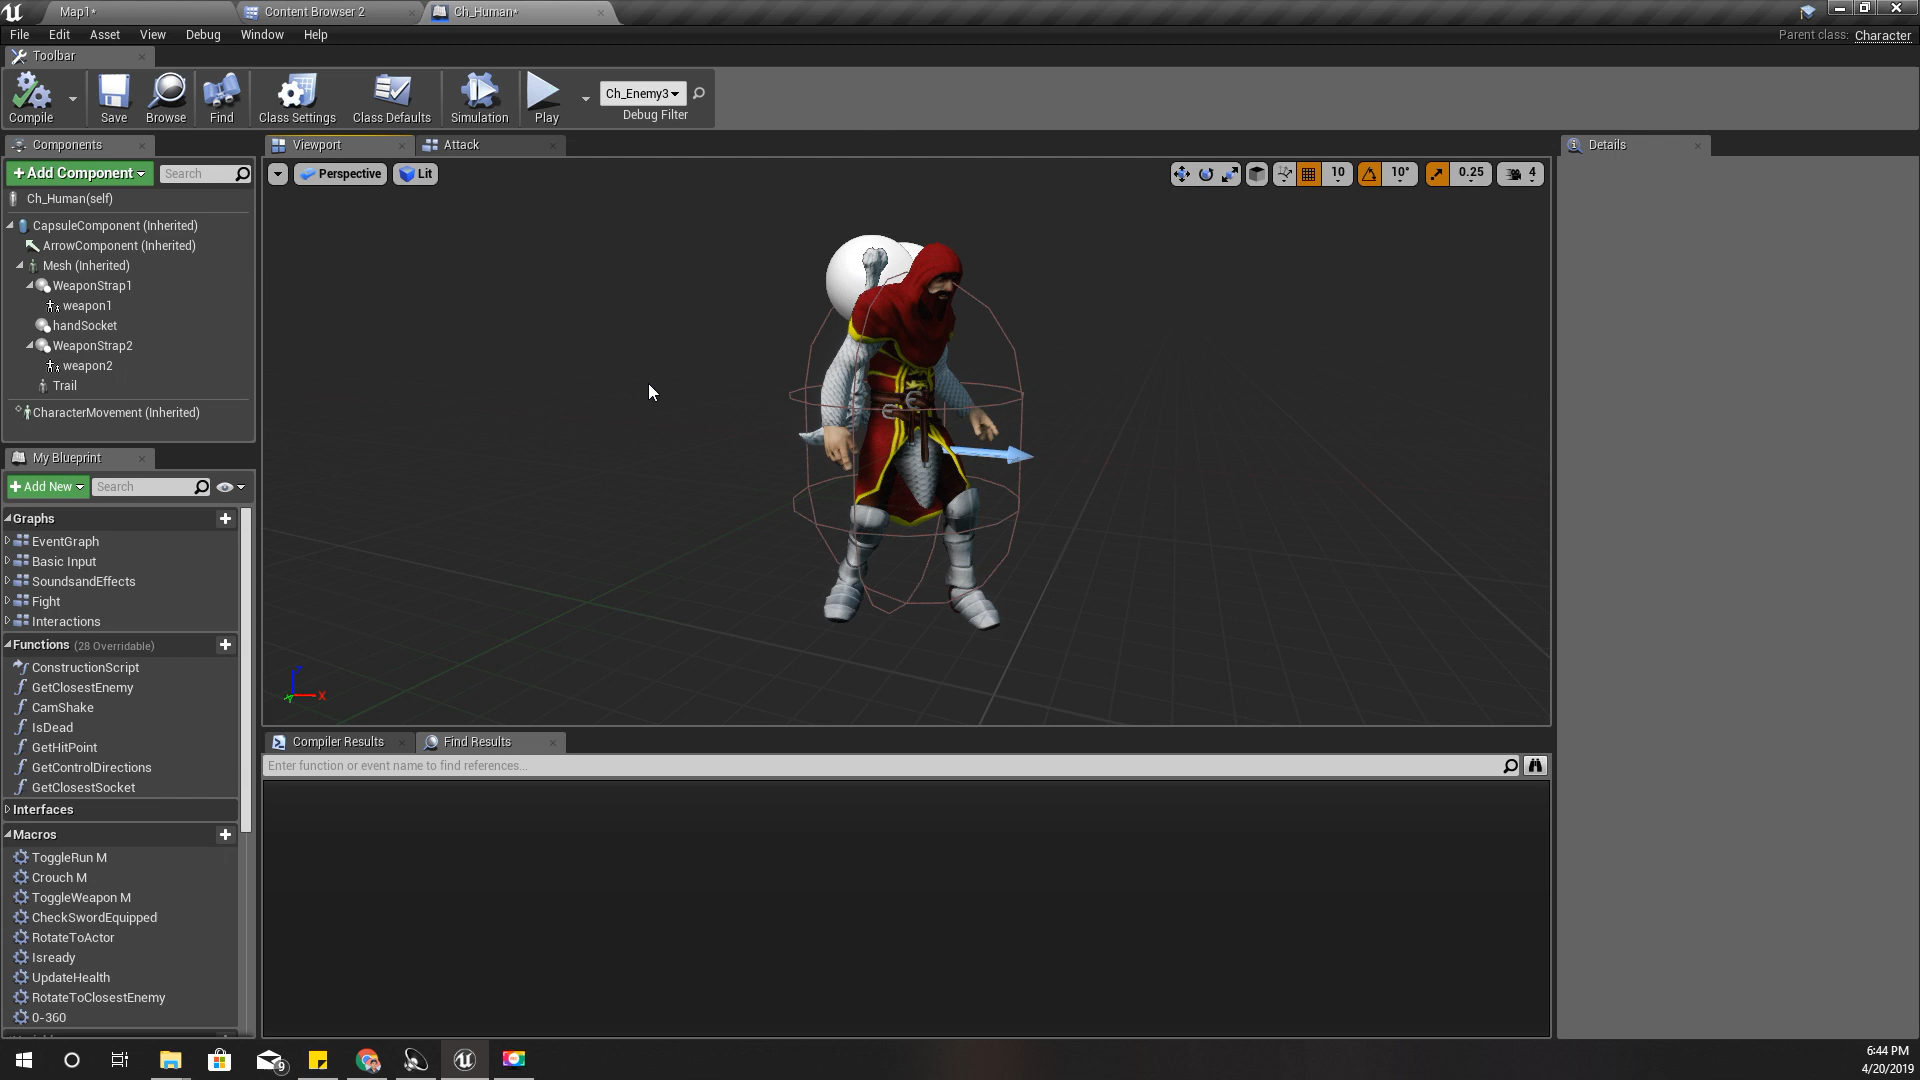 Map1*
Content Browser 2
Ch_Human*
File Edit Asset View Debug Window Help
Parent class: Character
Toolbar
Compile
Save
Browse
Find
Class Settings
Class Defaults
Simulation
Play
Ch_Enemy3
Debug Filter
Components
+ Add Component
Search
Ch_Human(self)
CapsuleComponent (Inherited)
ArrowComponent (Inherited)
Mesh (Inherited)
WeaponStrap1
weapon1
handSocket
WeaponStrap2
weapon2
Trail
CharacterMovement (Inherited)
My Blueprint
+ Add New
Search
Graphs
EventGraph
Basic Input
SoundsandEffects
Fight
Interactions
Functions (28 Overridable)
ConstructionScript
GetClosestEnemy
CamShake
IsDead
GetHitPoint
GetControlDirections
GetClosestSocket
Interfaces
Macros
ToggleRun M
Crouch M
ToggleWeapon M
CheckSwordEquipped
RotateToActor
Isready
UpdateHealth
RotateToClosestEnemy
0-360
Viewport
Attack
Perspective
Lit
10
10°
0.25
4
X
Compiler Results
Find Results
Enter function or event name to find references...
Details
9
6:44 PM
4/20/2019